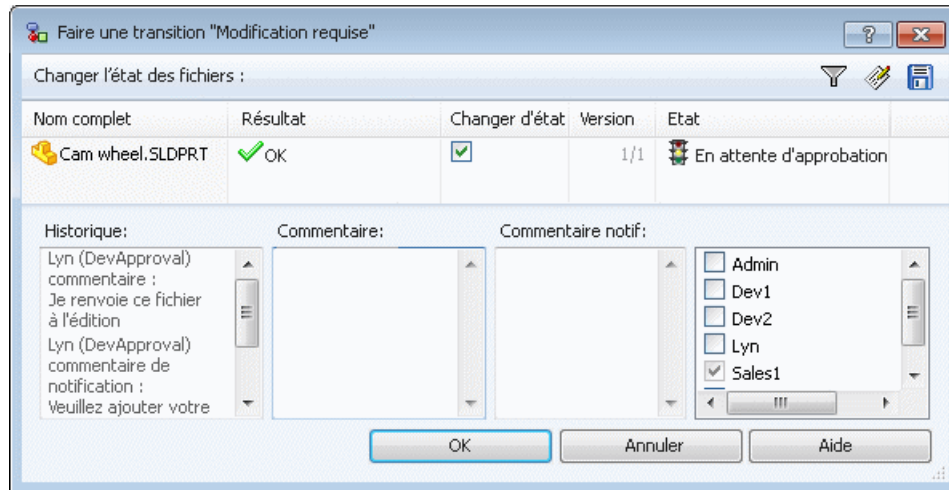 Faire une transition "Modification requise"
Changer l'état des fichiers :
Nom complet Résultat Changer d'état Version Etat
Cam wheel.SLDPRT OK 1/1 En attente d'approbation
Historique: Commentaire: Commentaire notif:
Lyn (DevApproval)
commentaire :
Je renvoie ce fichier
à l'édition
Lyn (DevApproval)
commentaire de
notification :
Veuillez ajouter votre
Admin
Dev1
Dev2
Lyn
Sales1
OK Annuler Aide